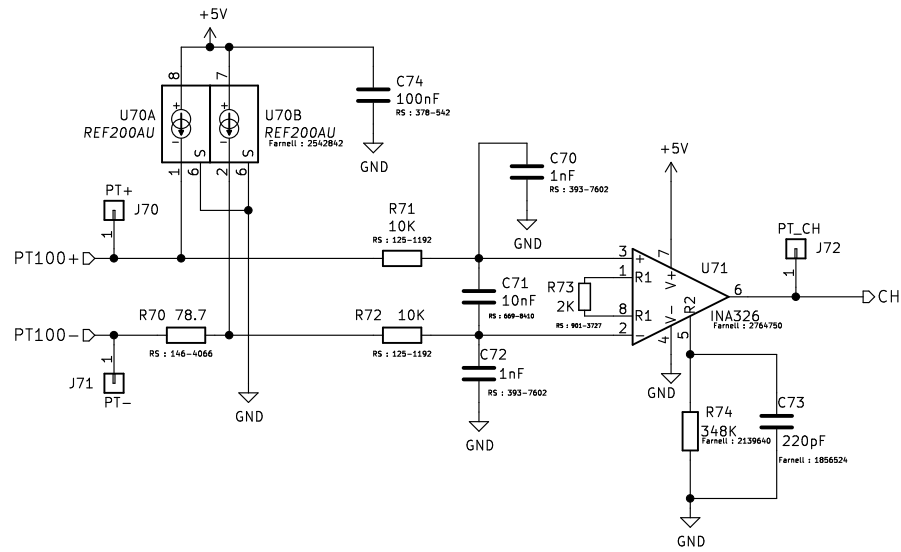 +5V
8
7
U70A
REF200AU
+
-
S
+
-
S
U70B
REF200AU
Farnell : 2542842
1
6
2
6
C74
100nF
RS : 378-542
GND
PT+
J70
1
PT100+
R71
10K
RS : 125-1192
C70
1nF
RS : 393-7602
GND
+5V
PT_CH
J72
1
3
+
7
V+
U71
1
R1
R73
2K
RS : 901-3727
8
R1
2
-
V-
4
R2
5
6
INA326
Farnell : 2764750
CH
C71
10nF
RS : 669-8410
PT100-
R70
78.7
RS : 146-4066
R72
10K
RS : 125-1192
1
J71
PT-
GND
C72
1nF
RS : 393-7602
GND
GND
R74
348K
Farnell : 2139640
C73
220pF
Farnell : 1856524
GND